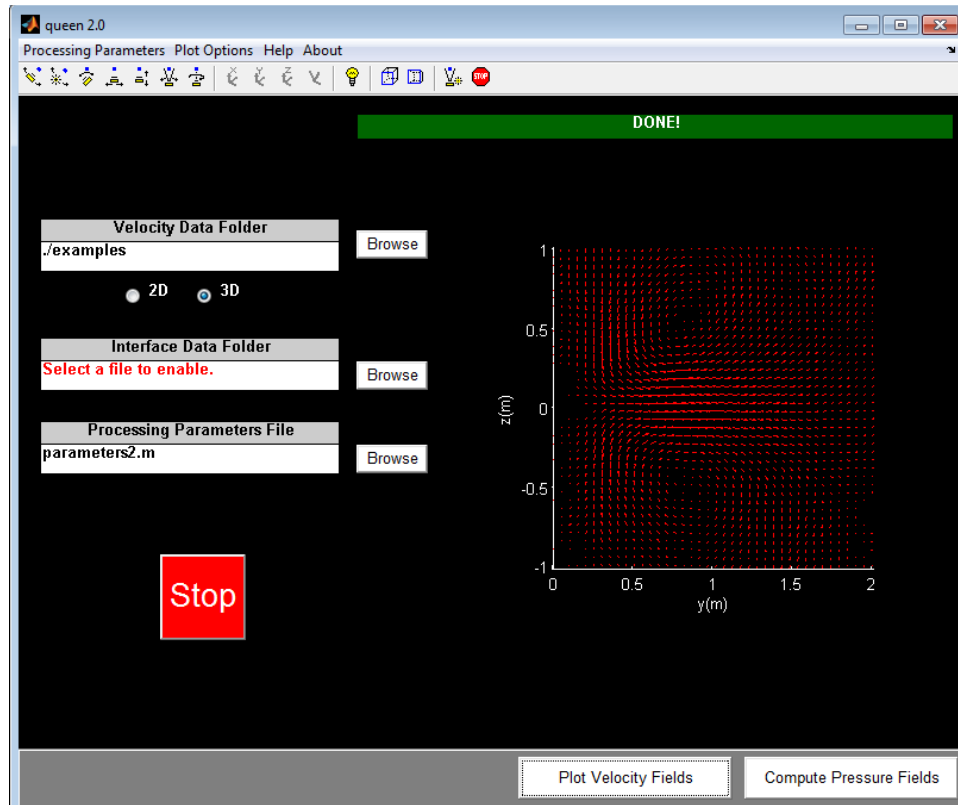 queen 2.0
Processing Parameters Plot Options Help About
STOP
DONE!
Velocity Data Folder
./examples
Browse
2D 3D
Interface Data Folder
Select a file to enable.
Browse
Processing Parameters File
parameters2.m
Browse
Stop
1
0.5
0
-0.5
-1
z(m)
0 0.5 1 1.5 2
y(m)
Plot Velocity Fields Compute Pressure Fields